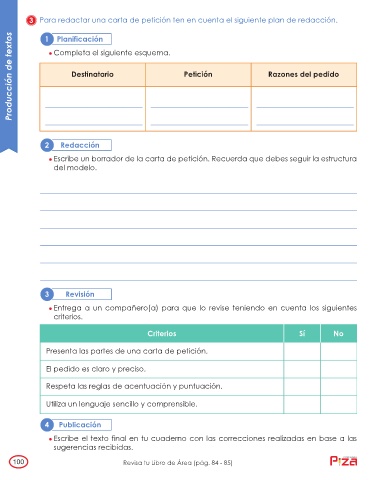 3 Para redactar una carta de petición ten en cuenta el siguiente plan de redacción.
Producción de textos
1 Planificación
• Completa el siguiente esquema.
Destinatario Petición Razones del pedido
2 Redacción
• Escribe un borrador de la carta de petición. Recuerda que debes seguir la estructura
del modelo.
3 Revisión
• Entrega a un compañero(a) para que lo revise teniendo en cuenta los siguientes
criterios.
Criterios Sí No
Presenta las partes de una carta de petición.
El pedido es claro y preciso.
Respeta las reglas de acentuación y puntuación.
Utiliza un lenguaje sencillo y comprensible.
4 Publicación
• Escribe el texto final en tu cuaderno con las correcciones realizadas en base a las
sugerencias recibidas.
100 Revisa tu Libro de Área (pág. 84 - 85)